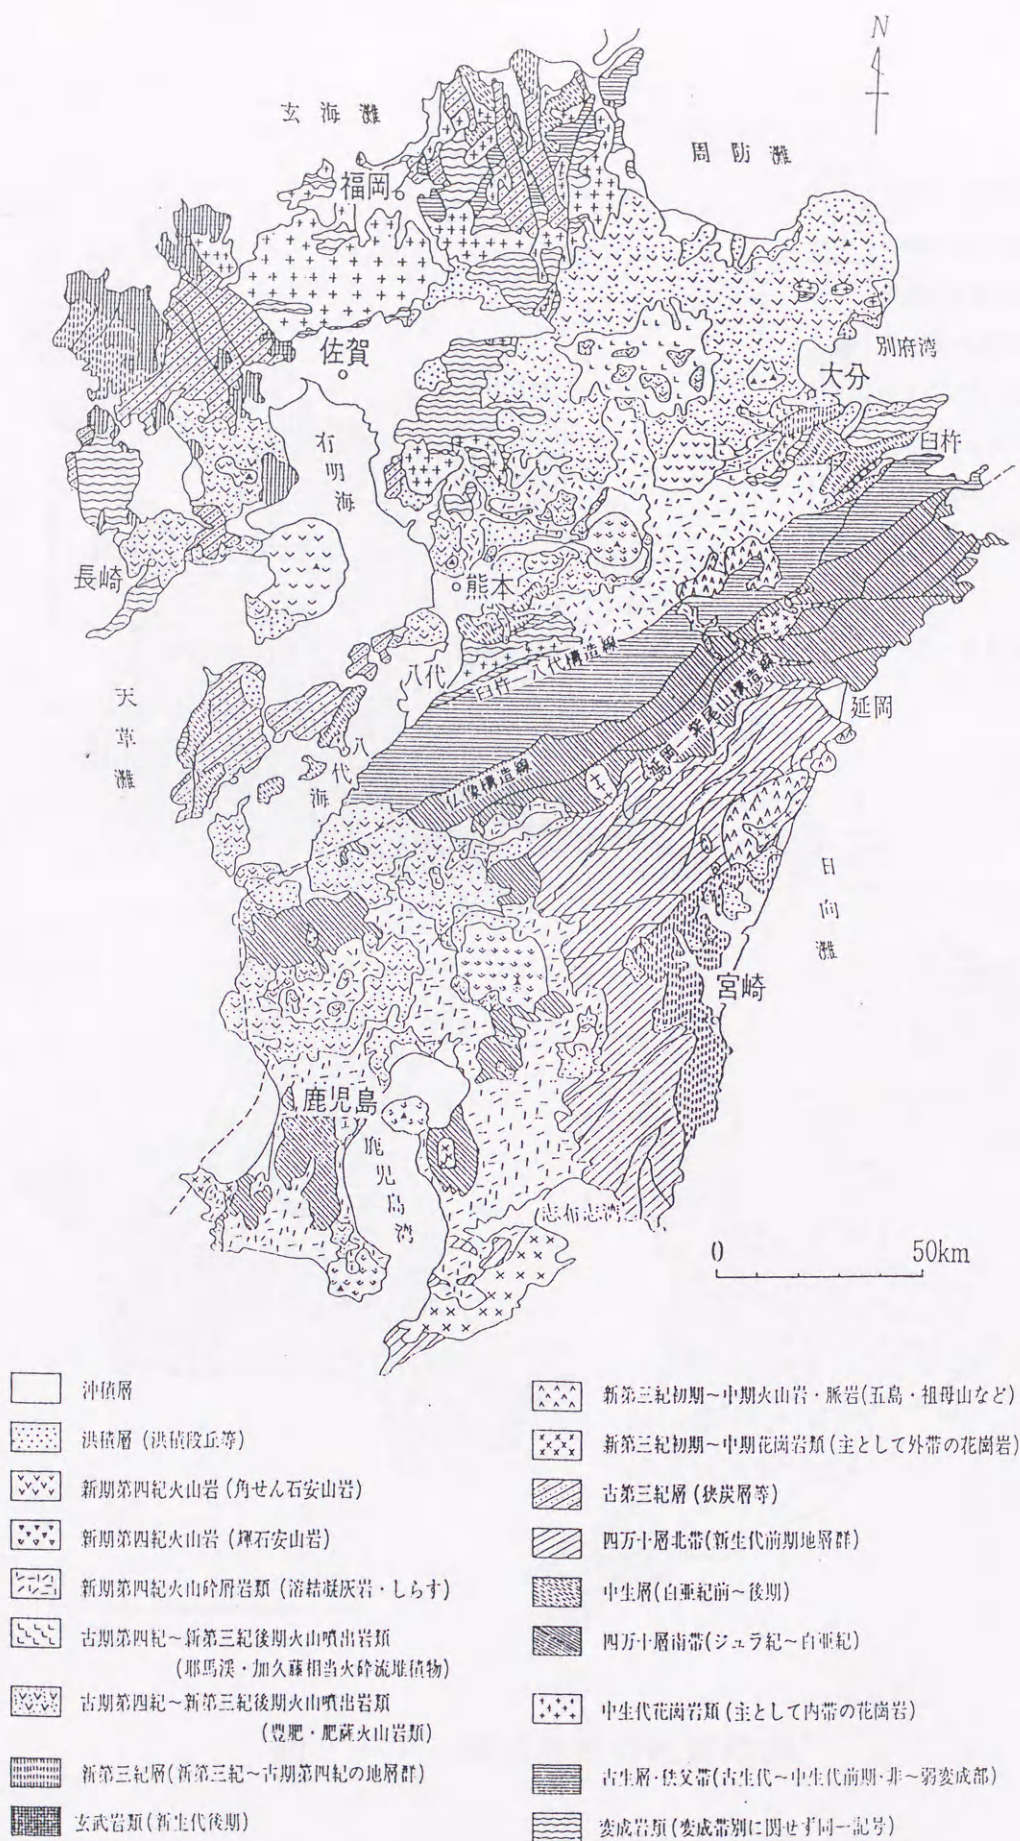 N
玄海灘
周防灘
福岡
別府湾
佐賀
大分
臼杵
有明海
長崎
熊本
八代
臼杵―八代構造線
延岡―紫尾山構造線
延岡
天草灘
八代海
仏像構造線
日向灘
宮崎
鹿児島
鹿児島湾
志布志湾
0 50km
沖積層
洪積層(洪積段丘等)
新期第四紀火山岩(角せん石安山岩)
新期第四紀火山岩(輝石安山岩)
新期第四紀火山砕屑岩類(溶結凝灰岩・しらす)
古期第四紀~新第三紀後期火山噴出岩類
(耶馬渓・加久藤相当火砕流堆積物)
古期第四紀~新第三紀後期火山噴出岩類
(豊肥・肥薩火山岩類)
新第三紀層(新第三紀~古期第四紀の地層群)
玄武岩類(新生代後期)
新第三紀初期~中期火山岩・脈岩(五島・祖母山など)
新第三紀初期~中期花崗岩類(主として外帯の花崗岩)
古第三紀層(狭炭層等)
四万十層北帯(新生代前期地層群)
中生層(白亜紀前~後期)
四万十層南帯(ジュラ紀~白亜紀)
中生代花崗岩類(主として内帯の花崗岩)
古生層・秩父帯(古生代~中生代前期・非~弱変成部)
変成岩類(変成帯別に関せず同一記号)